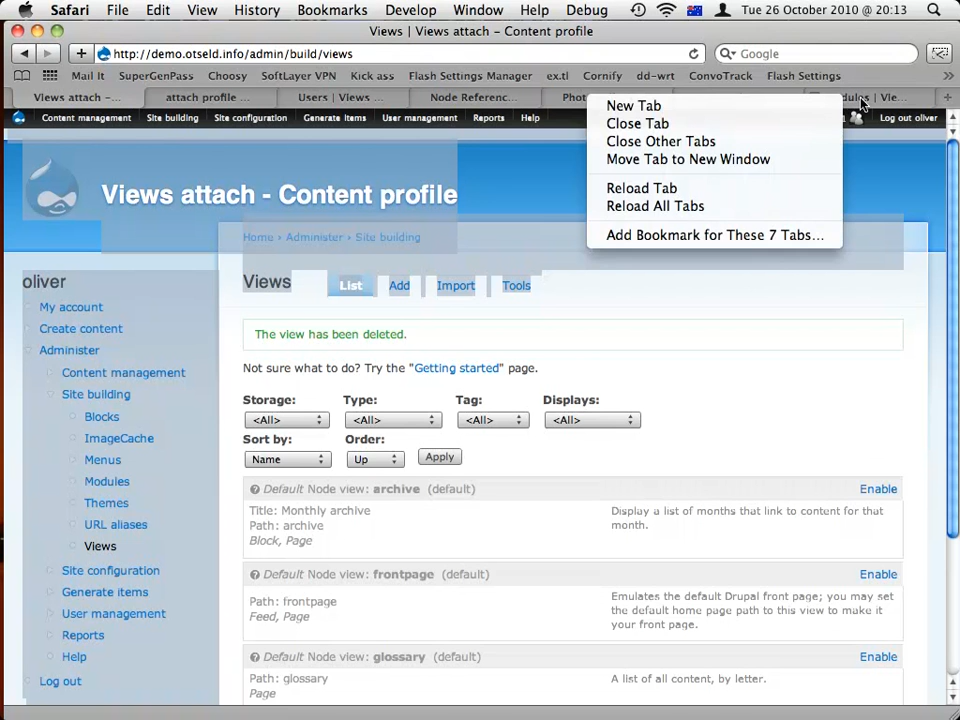 Safari File Edit View History Bookmarks Develop Window Help Debug Tue 26 October 2010 @ 20:13
Views | Views attach - Content profile
http://demo.otseld.info/admin/build/views
Google
Mail It SuperGenPass Choosy SoftLayer VPN Kick ass Flash Settings Manager ex.tl Cornify dd-wrt ConvoTrack Flash Settings
Views attach -... attach profile ... Users | Views ... Node Referenc... | Vie...
Content management Site building Site configuration Generate items User management Reports Help Log out oliver
New Tab
Close Tab
Close Other Tabs
Move Tab to New Window
Reload Tab
Reload All Tabs
Add Bookmark for These 7 Tabs...
Views attach - Content profile
Home › Administer › Site building
oliver
My account
Create content
Administer
Content management
Site building
Blocks
ImageCache
Menus
Modules
Themes
URL aliases
Views
Site configuration
Generate items
User management
Reports
Help
Log out
Views List Add Import Tools
The view has been deleted.
Not sure what to do? Try the "Getting started" page.
Storage: Type: Tag: Displays:
<All> <All> <All> <All>
Sort by: Order:
Name Up Apply
Default Node view: archive (default) Enable
Title: Monthly archive
Path: archive
Block, Page
Display a list of months that link to content for that
month.
Default Node view: frontpage (default) Enable
Path: frontpage
Feed, Page
Emulates the default Drupal front page; you may set
the default home page path to this view to make it
your front page.
Default Node view: glossary (default) Enable
Path: glossary
Page
A list of all content, by letter.